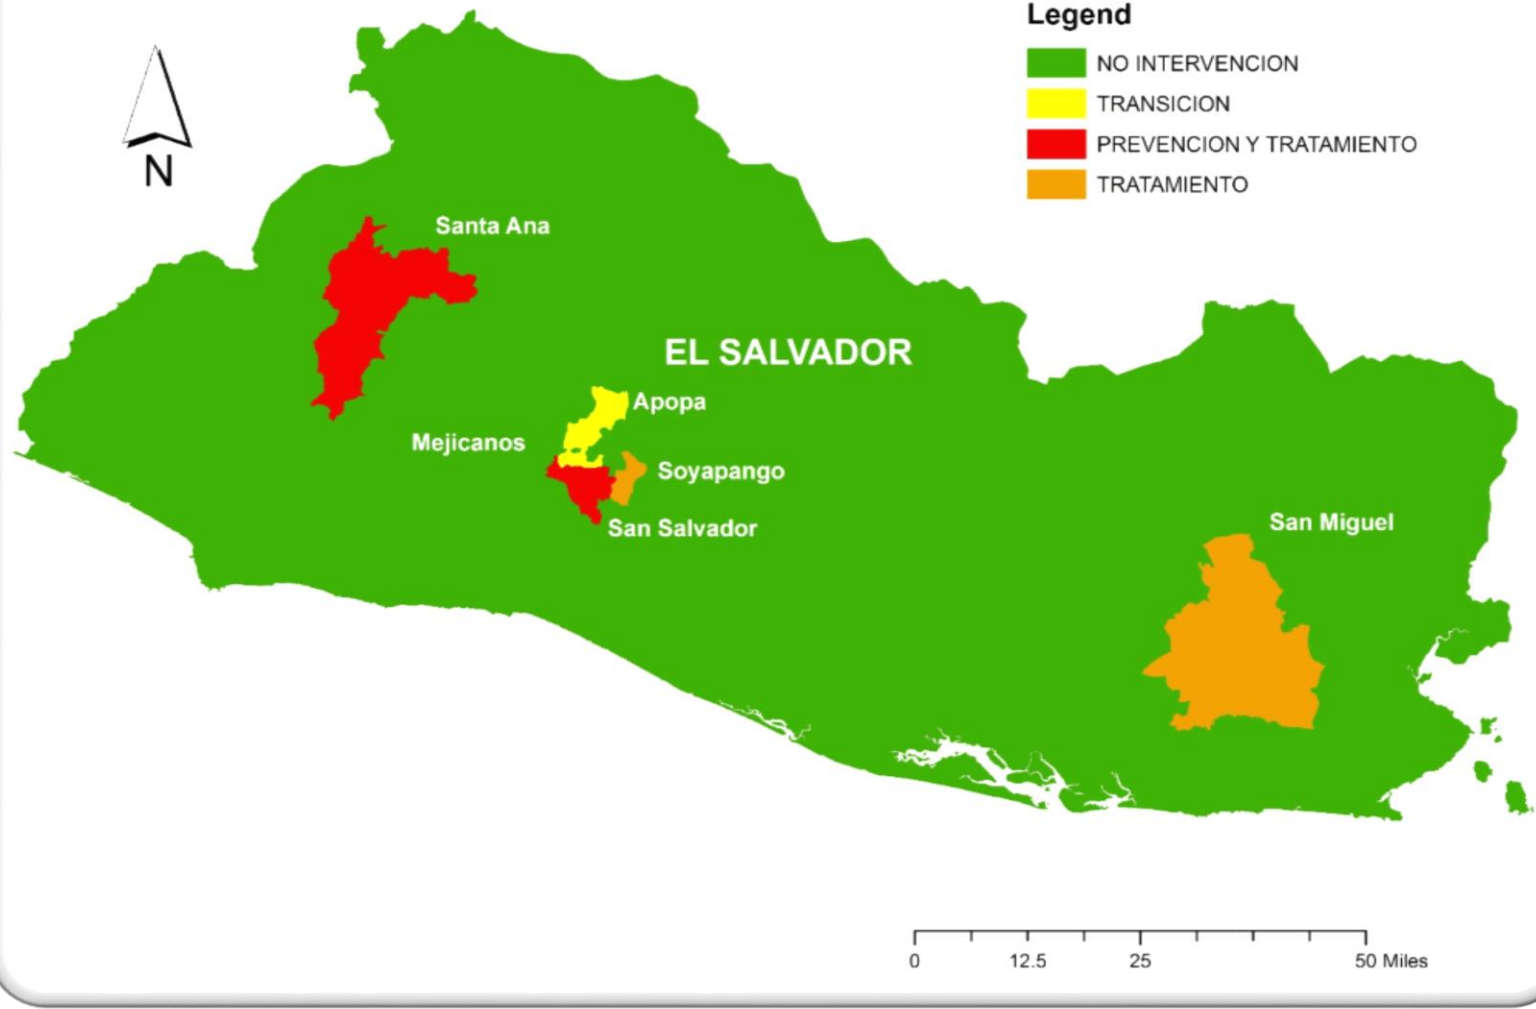 Legend
NO INTERVENCION
TRANSICION
PREVENCION Y TRATAMIENTO
TRATAMIENTO
N
Santa Ana
EL SALVADOR
Apopa
Mejicanos
Soyapango
San Salvador
San Miguel
0 12.5 25 50 Miles